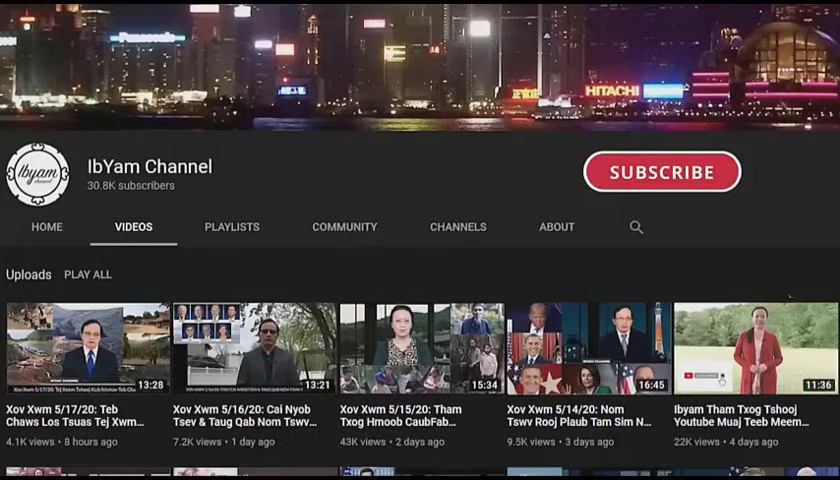 Panasonic
HITACHI
Ibyam
channel
IbYam Channel
30.8K subscribers
SUBSCRIBE
HOME
VIDEOS
PLAYLISTS
COMMUNITY
CHANNELS
ABOUT
Uploads
PLAY ALL
13:28
13:21
15:34
16:45
11:36
Xov Xwm 5/17/20: Teb
Chaws Los Tsuas Tej Xwm...
4.1K views • 8 hours ago
Xov Xwm 5/16/20: Cai Nyob
Tsev & Taug Qab Nom Tswv...
7.2K views • 1 day ago
Xov Xwm 5/15/20: Tham
Txog Hmoob CaubFab...
43K views • 2 days ago
Xov Xwm 5/14/20: Nom
Tswv Rooj Plaub Tam Sim N...
9.5K views • 3 days ago
Ibyam Tham Txog Tshooj
Youtube Muaj Teeb Meem...
22K views • 4 days ago